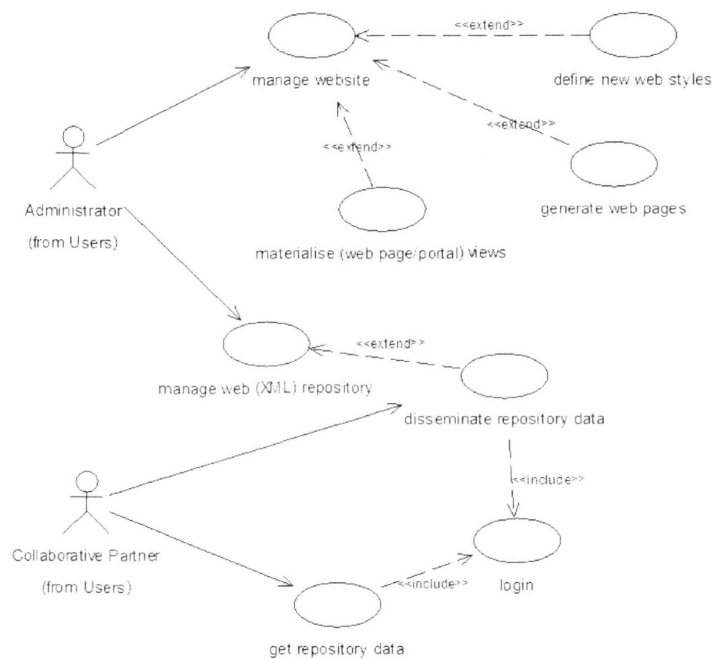 <<extend>>
manage website
define new web styles
<<extend>>
<<extend>>
generate web pages
Administrator
(from Users)
materialise (web page/portal) views
<<extend>>
manage web (XML) repository
disseminate repository data
<<include>>
Collaborative Partner
(from Users)
<<include>>
login
get repository data